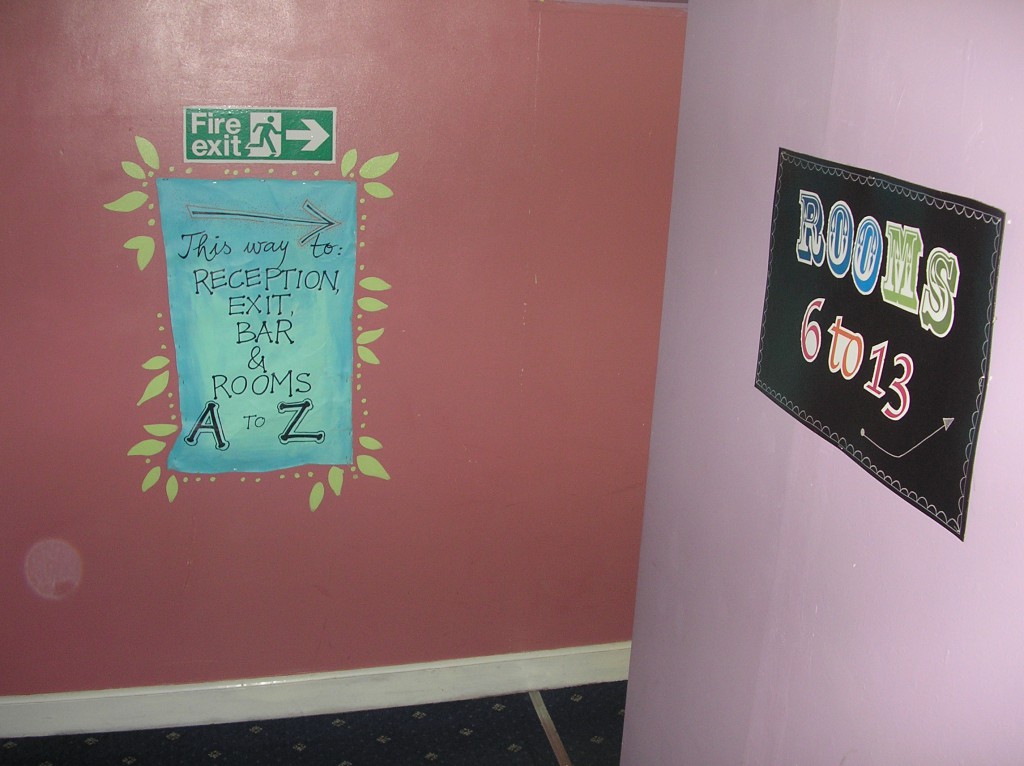 Fire
exit
This way to:
RECEPTION,
EXIT,
BAR
&
ROOMS
A TO Z
ROOMS
6 to 13